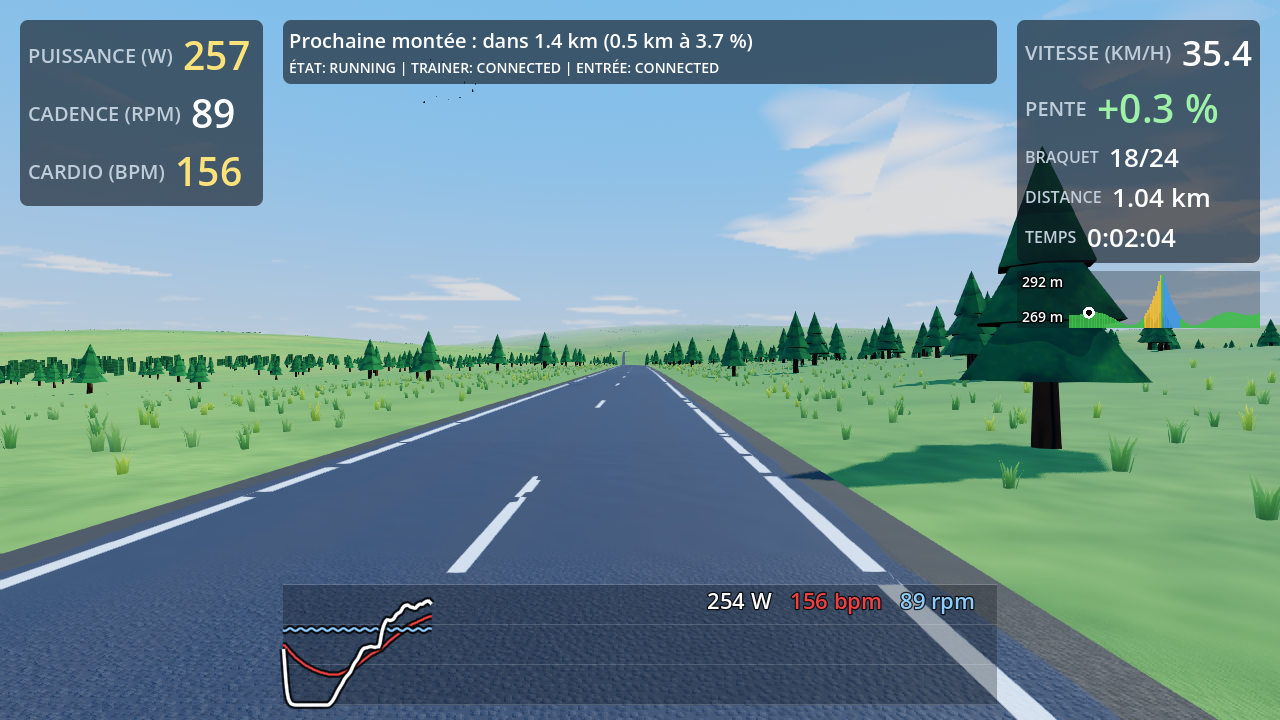 PUISSANCE (W) 257
CADENCE (RPM) 89
CARDIO (BPM) 156
Prochaine montée : dans 1.4 km (0.5 km à 3.7 %)
ÉTAT: RUNNING | TRAINER: CONNECTED | ENTRÉE: CONNECTED
VITESSE (KM/H) 35.4
PENTE +0.3 %
BRAQUET 18/24
DISTANCE 1.04 km
TEMPS 0:02:04
292 m
269 m
254 W 156 bpm 89 rpm